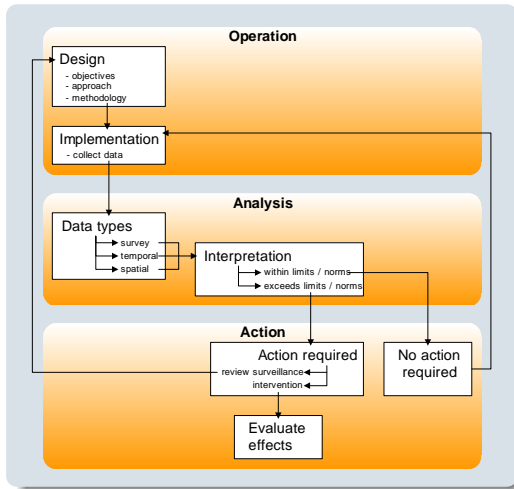 Operation
Design
- objectives
- approach
- methodology
Implementation
- collect data
Analysis
Data types
survey
temporal
spatial
Interpretation
within limits / norms
exceeds limits / norms
Action
Action required
review surveillance
intervention
No action
required
Evaluate
effects